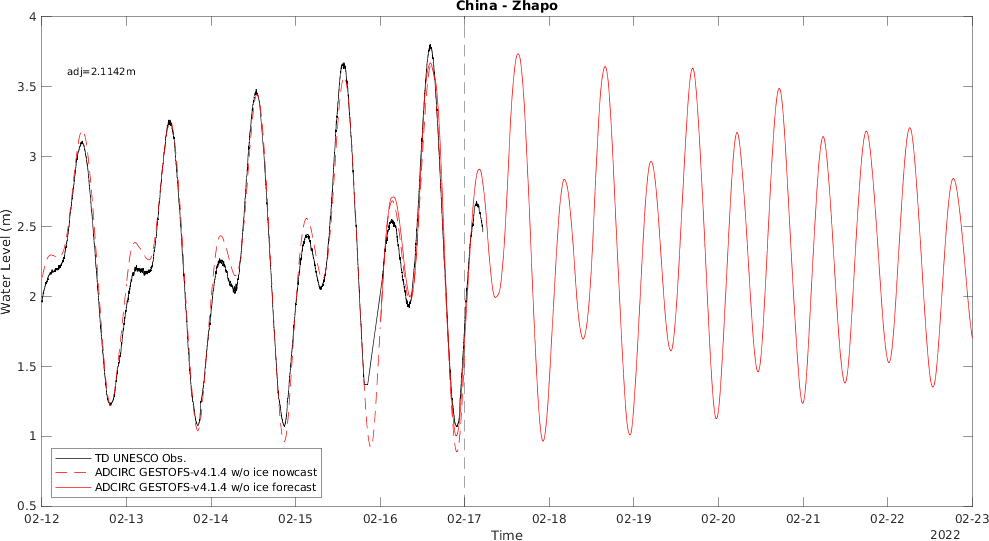 China - Zhapo
4
adj=2.1142m
3.5
3
2.5
Water Level (m)
2
1.5
1
TD UNESCO Obs.
ADCIRC GESTOFS-v4.1.4 w/o ice nowcast
ADCIRC GESTOFS-v4.1.4 w/o ice forecast
0.5
02-12 02-13 02-14 02-15 02-16 02-17 02-18 02-19 02-20 02-21 02-22 02-23
Time
2022